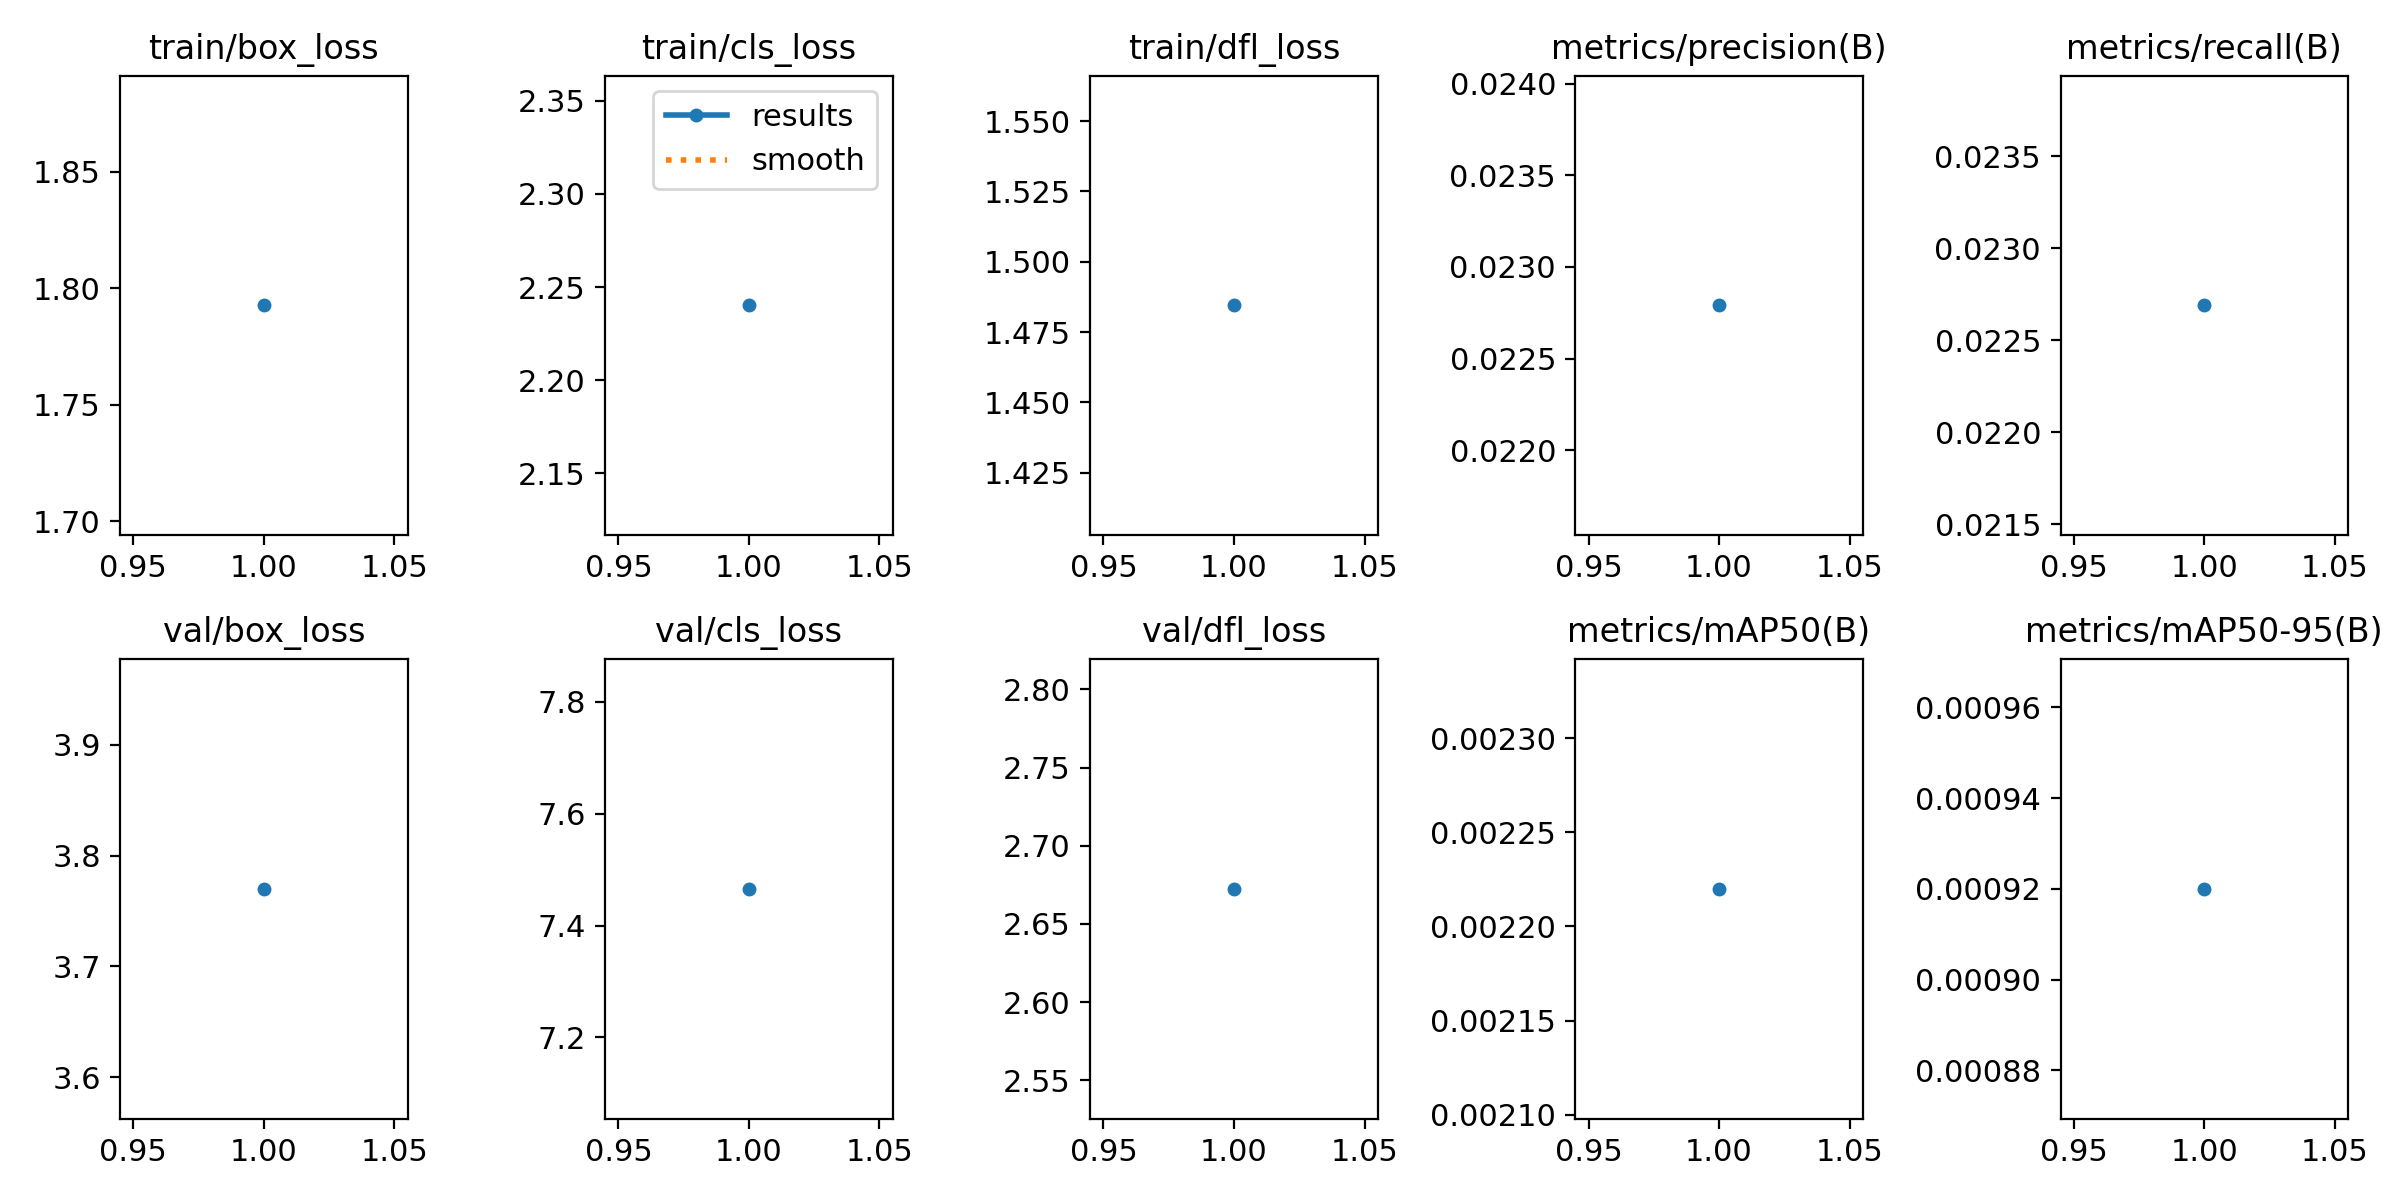 train/box_loss
1.85
1.80
1.75
1.70
0.95 1.00 1.05
train/cls_loss
results
smooth
2.35
2.30
2.25
2.20
2.15
0.95 1.00 1.05
train/dfl_loss
1.550
1.525
1.500
1.475
1.450
1.425
0.95 1.00 1.05
metrics/precision(B)
0.0240
0.0235
0.0230
0.0225
0.0220
0.95 1.00 1.05
metrics/recall(B)
0.0235
0.0230
0.0225
0.0220
0.0215
0.95 1.00 1.05
val/box_loss
3.9
3.8
3.7
3.6
0.95 1.00 1.05
val/cls_loss
7.8
7.6
7.4
7.2
0.95 1.00 1.05
val/dfl_loss
2.80
2.75
2.70
2.65
2.60
2.55
0.95 1.00 1.05
metrics/mAP50(B)
0.00230
0.00225
0.00220
0.00215
0.00210
0.95 1.00 1.05
metrics/mAP50-95(B)
0.00096
0.00094
0.00092
0.00090
0.00088
0.95 1.00 1.05